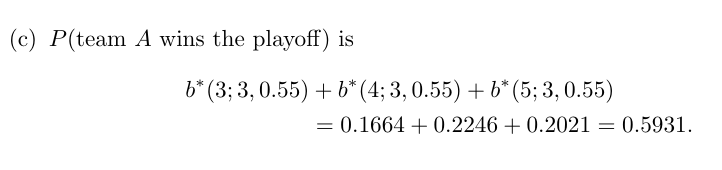 (c) P(team A wins the playoff) is
b*(3; 3, 0.55) + b*(4; 3, 0.55) + b*(5; 3, 0.55)
= 0.1664 + 0.2246 + 0.2021 = 0.5931.